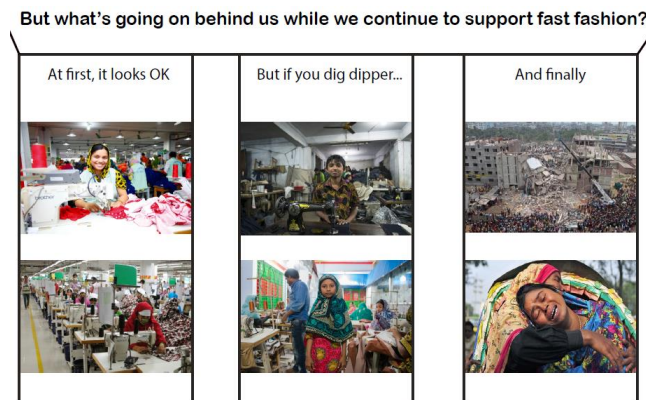 But what's going on behind us while we continue to support fast fashion?
At first, it looks OK
But if you dig dipper...
And finally